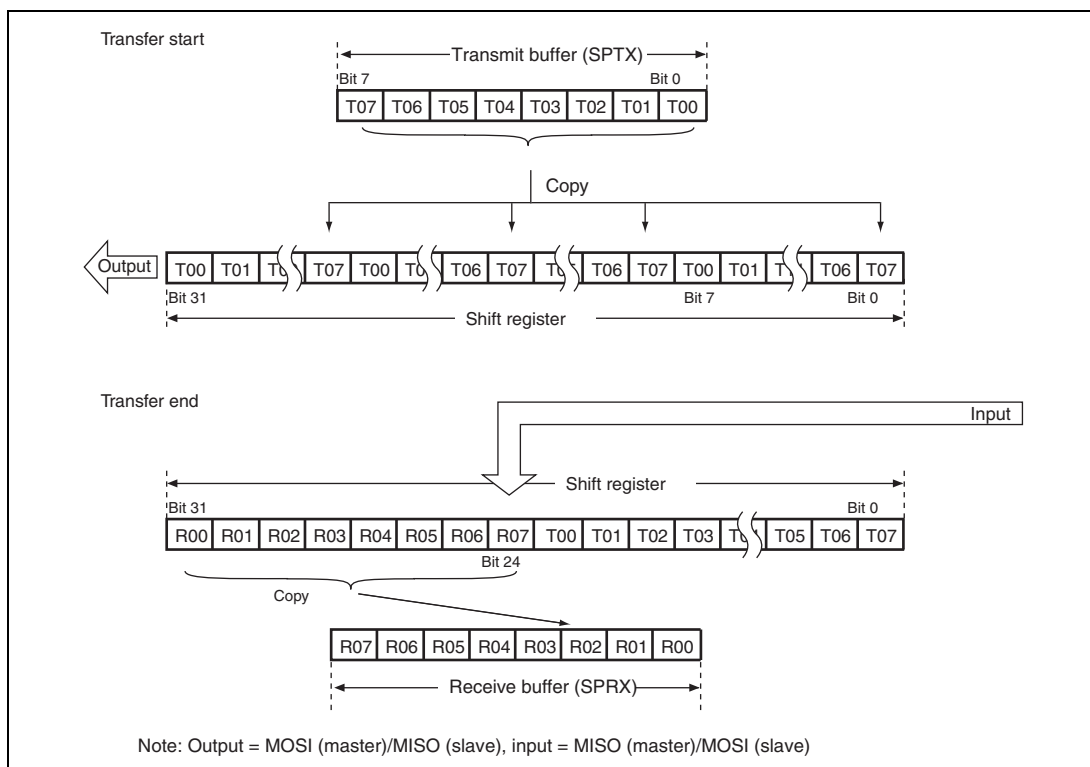 Transfer start
Transmit buffer (SPTX)
Bit 7 Bit 0
T07 T06 T05 T04 T03 T02 T01 T00
Copy
Output T00 T01 T07 T00 T06 T07 T06 T07 T00 T01 T06 T07
Bit 31 Bit 7 Bit 0
Shift register
Transfer end
Input
Shift register
Bit 31 Bit 0
R00 R01 R02 R03 R04 R05 R06 R07 T00 T01 T02 T03 T05 T06 T07
Bit 24
Copy
R07 R06 R05 R04 R03 R02 R01 R00
Receive buffer (SPRX)
Note: Output = MOSI (master)/MISO (slave), input = MISO (master)/MOSI (slave)